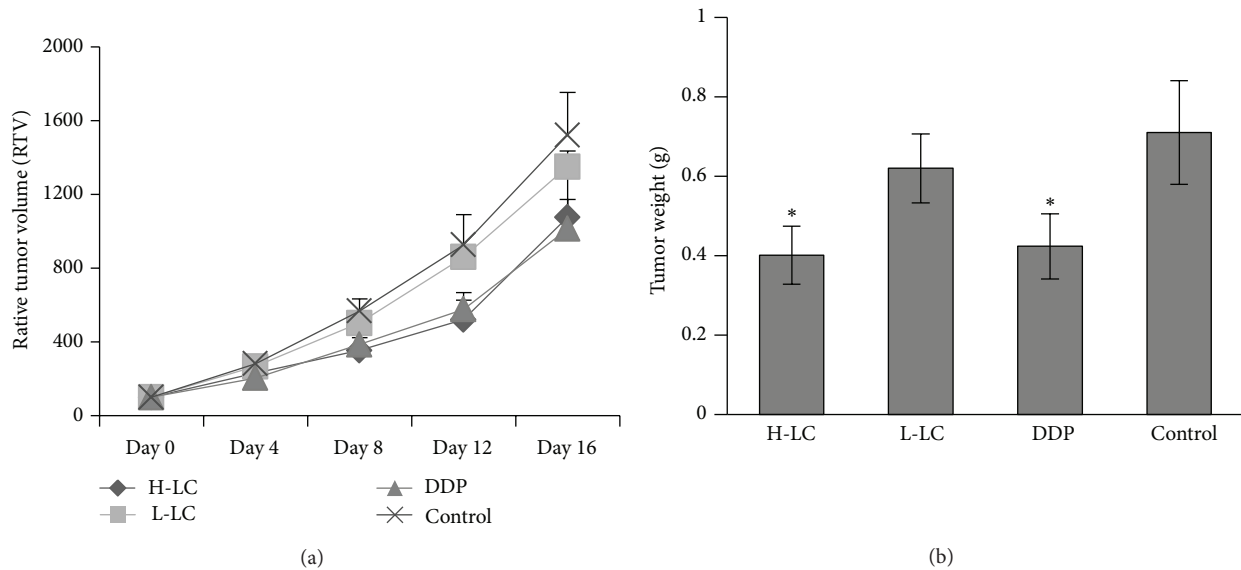 2000
1600
1200
800
400
0
Rative tumor volume (RTV)
Day 0 Day 4 Day 8 Day 12 Day 16
H-LC DDP
L-LC Control
(a)
1
0.8
0.6
0.4
0.2
0
Tumor weight (g)
* *
H-LC L-LC DDP Control
(b)